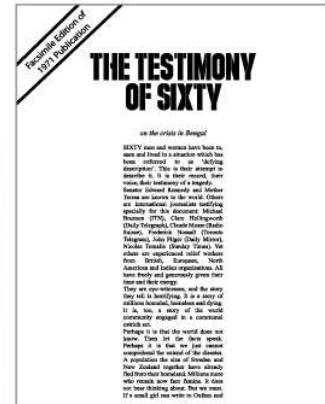 Facsimile Edition of
1971 Publication
THE TESTIMONY
OF SIXTY
on the crisis in Bengal
SIXTY men and women have been to,
seen and lived in a situation which has
been referred to as 'defying
description'. This is their attempt to
describe it. It is their record, their
voice, their testimony of a tragedy.
Senator Edward Kennedy and Mother
Teresa are known to the world. Others
are international journalists testifying
specially for this document: Michael
Brunson (ITN), Clare Hollingworth
(Daily Telegraph), Claude Mosse (Radio
Suisse), Frederick Nossall (Toronto
Telegram), John Pilger (Daily Mirror),
Nicolas Tomalin (Sunday Times). Yet
others are experienced relief workers
from British, European, North
American and Indian organizations. All
have freely and generously given their
time and their energy.
They are eye-witnesses, and the story
they tell is horrifying. It is a story of
millions hounded, homeless and dying.
It is, too, a story of the world
community engaged in a communal
ostrich act.
Perhaps it is that the world does not
know. Then let the facts speak.
Perhaps it is that we just cannot
comprehend the extent of the disaster.
A population the size of Sweden and
New Zealand together have already
fled from their homeland. Millions more
who remain now face famine. It does
not bear thinking about. But we must.
If a small girl was left in Oxfam and